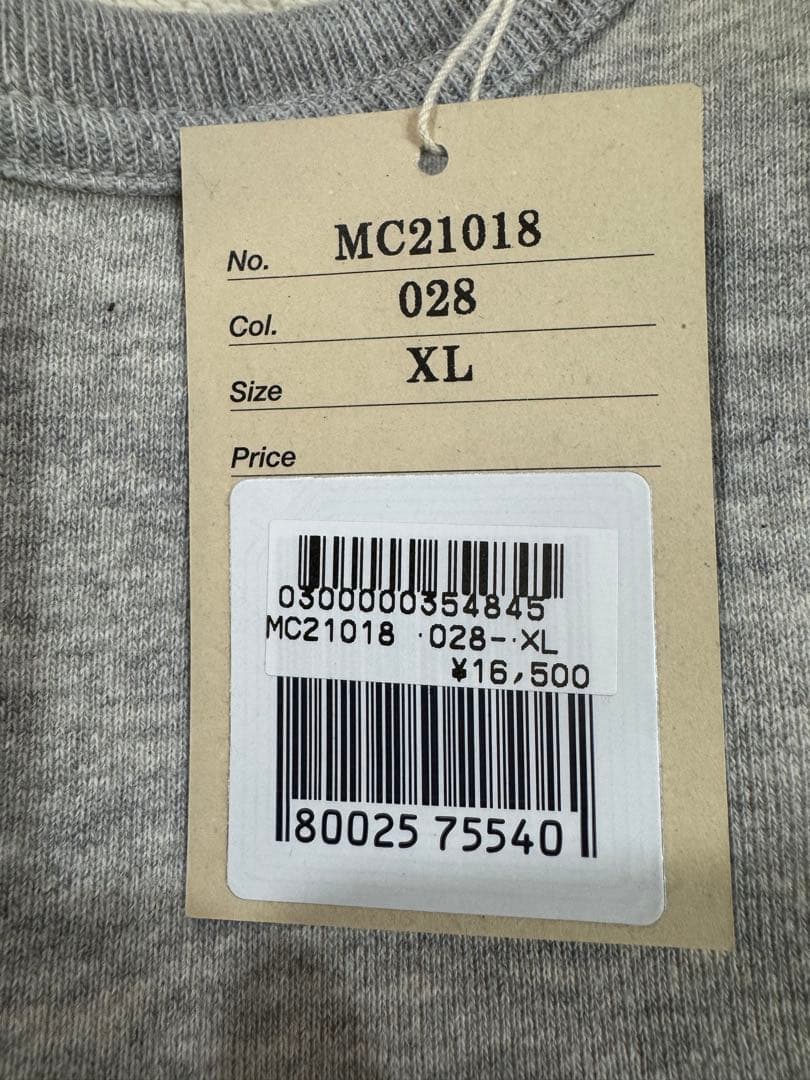 No. MC21018
Col. 028
Size XL
Price
0300000354845
MC21018 ･028-･XL
¥16,500
80025 75540